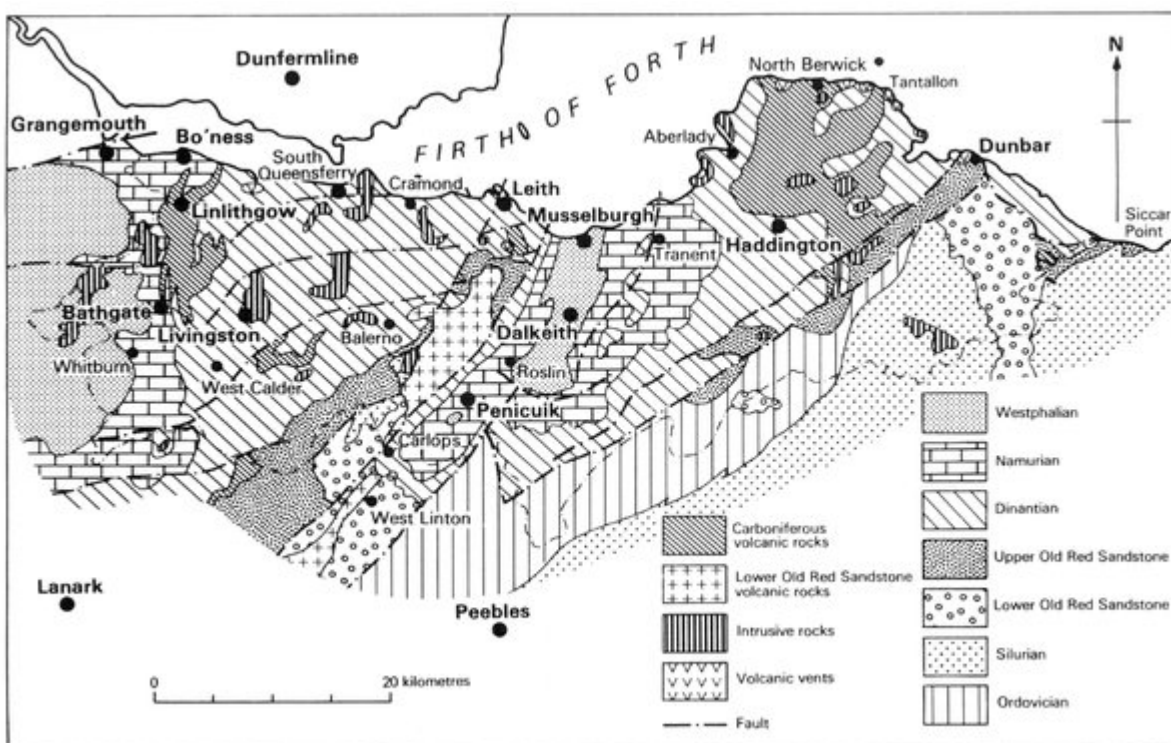 Dunfermline
N
North Berwick
Tantallon
Grangemouth
Bo'ness
FIRTH OF FORTH
Aberlady
Dunbar
South
Queensferry
Cramond
Leith
Linlithgow
Musselburgh
Siccar
Point
Tranent
Haddington
Bathgate
Livingston
Balerno
Dalkeith
Whitburn
West Calder
Roslin
Penicuik
Carlops
West Linton
Lanark
Peebles
0 20 kilometres
Carboniferous
volcanic rocks
Lower Old Red Sandstone
volcanic rocks
Intrusive rocks
Volcanic vents
Fault
Westphalian
Namurian
Dinantian
Upper Old Red Sandstone
Lower Old Red Sandstone
Silurian
Ordovician